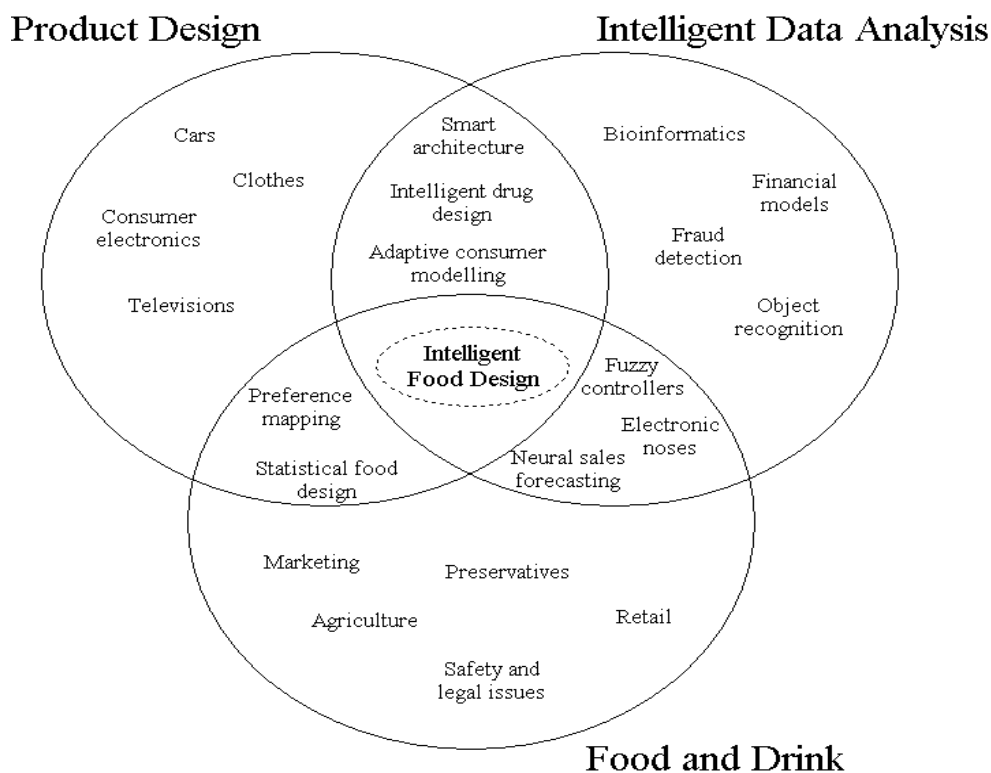 Product Design
Intelligent Data Analysis
Cars
Clothes
Consumer
electronics
Televisions
Smart
architecture
Intelligent drug
design
Adaptive consumer
modelling
Bioinformatics
Financial
models
Fraud
detection
Object
recognition
Intelligent
Food Design
Preference
mapping
Statistical food
design
Fuzzy
controllers
Electronic
noses
Neural sales
forecasting
Marketing
Preservatives
Agriculture
Retail
Safety and
legal issues
Food and Drink